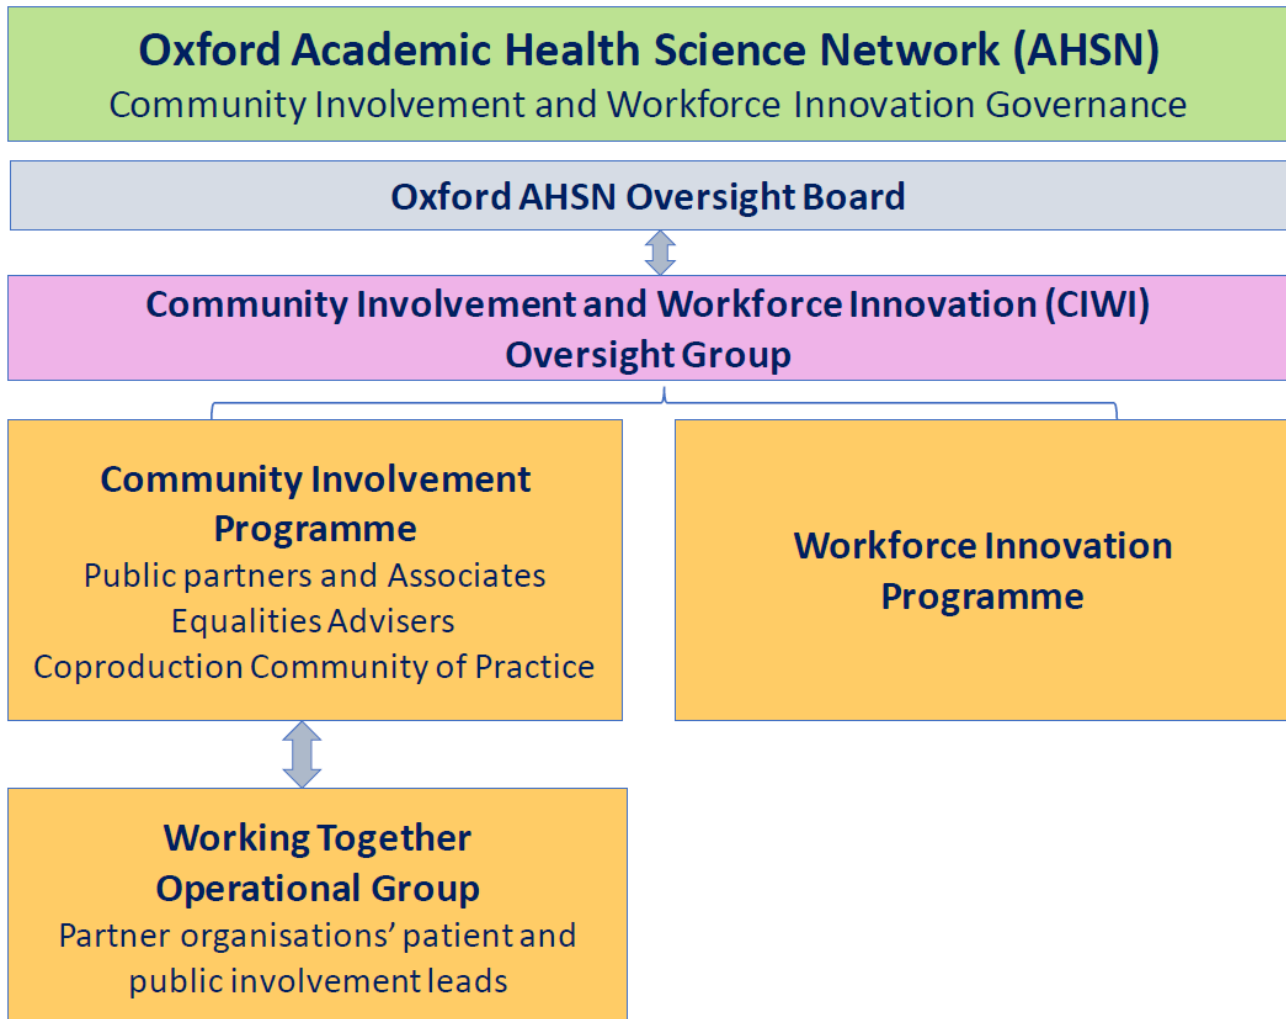 Oxford Academic Health Science Network (AHSN)
Community Involvement and Workforce Innovation Governance
Oxford AHSN Oversight Board
Community Involvement and Workforce Innovation (CIWI)
Oversight Group
Community Involvement
Programme
Public partners and Associates
Equalities Advisers
Coproduction Community of Practice
Workforce Innovation
Programme
Working Together
Operational Group
Partner organisations’ patient and
public involvement leads